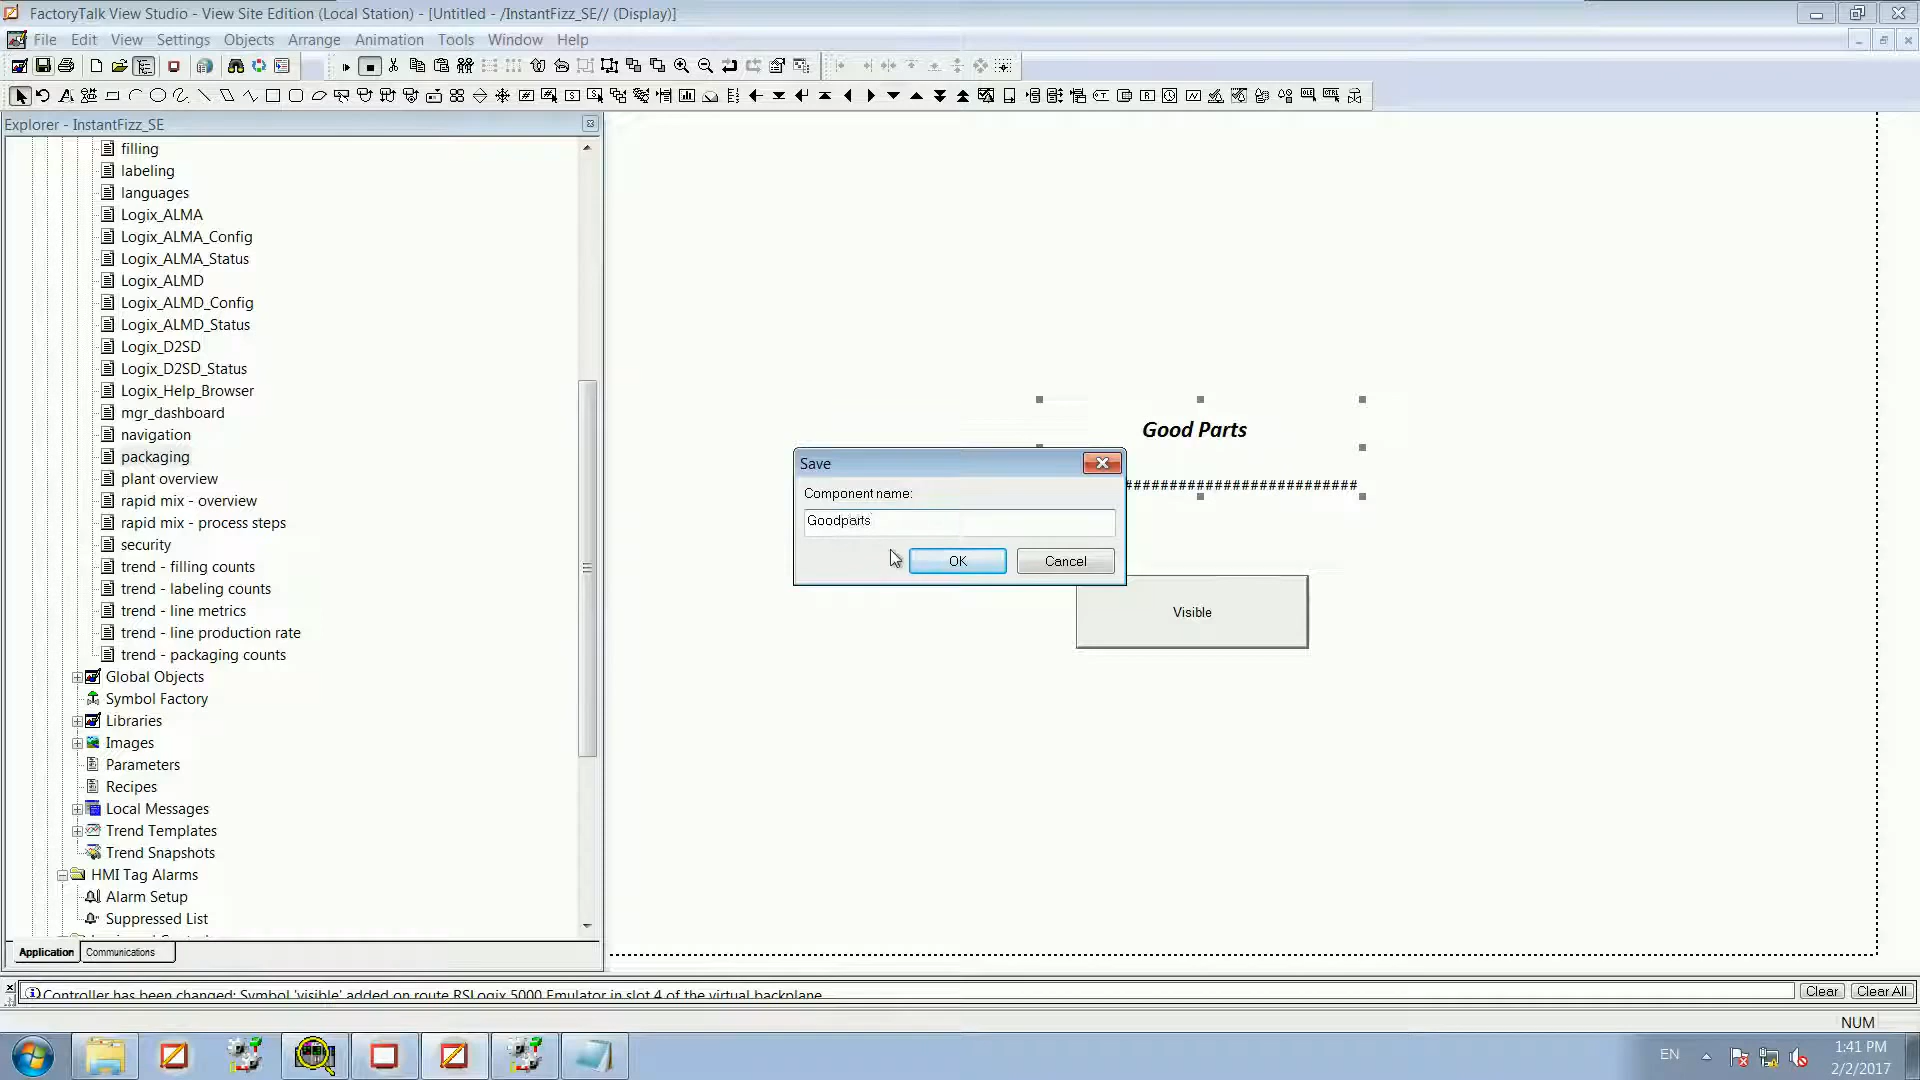 FactoryTalk View Studio - View Site Edition (Local Station) - [Untitled - /InstantFizz_SE// (Display)]
File Edit View Settings Objects Arrange Animation Tools Window Help
Explorer - InstantFizz_SE
filling
labeling
languages
Logix_ALMA
Logix_ALMA_Config
Logix_ALMA_Status
Logix_ALMD
Logix_ALMD_Config
Logix_ALMD_Status
Logix_D2SD
Logix_D2SD_Status
Logix_Help_Browser
mgr_dashboard
navigation
packaging
plant overview
rapid mix - overview
rapid mix - process steps
security
trend - filling counts
trend - labeling counts
trend - line metrics
trend - line production rate
trend - packaging counts
Global Objects
Symbol Factory
Libraries
Images
Parameters
Recipes
Local Messages
Trend Templates
Trend Snapshots
HMI Tag Alarms
Alarm Setup
Suppressed List
Application Communications
Good Parts
##########################
Save
Component name:
Goodparts
OK Cancel
Visible
Controller has been changed: Symbol 'visible' added on route RSLogix 5000 Emulator in slot 4 of the virtual backplane
Clear Clear All
NUM
EN
1:41 PM
2/2/2017